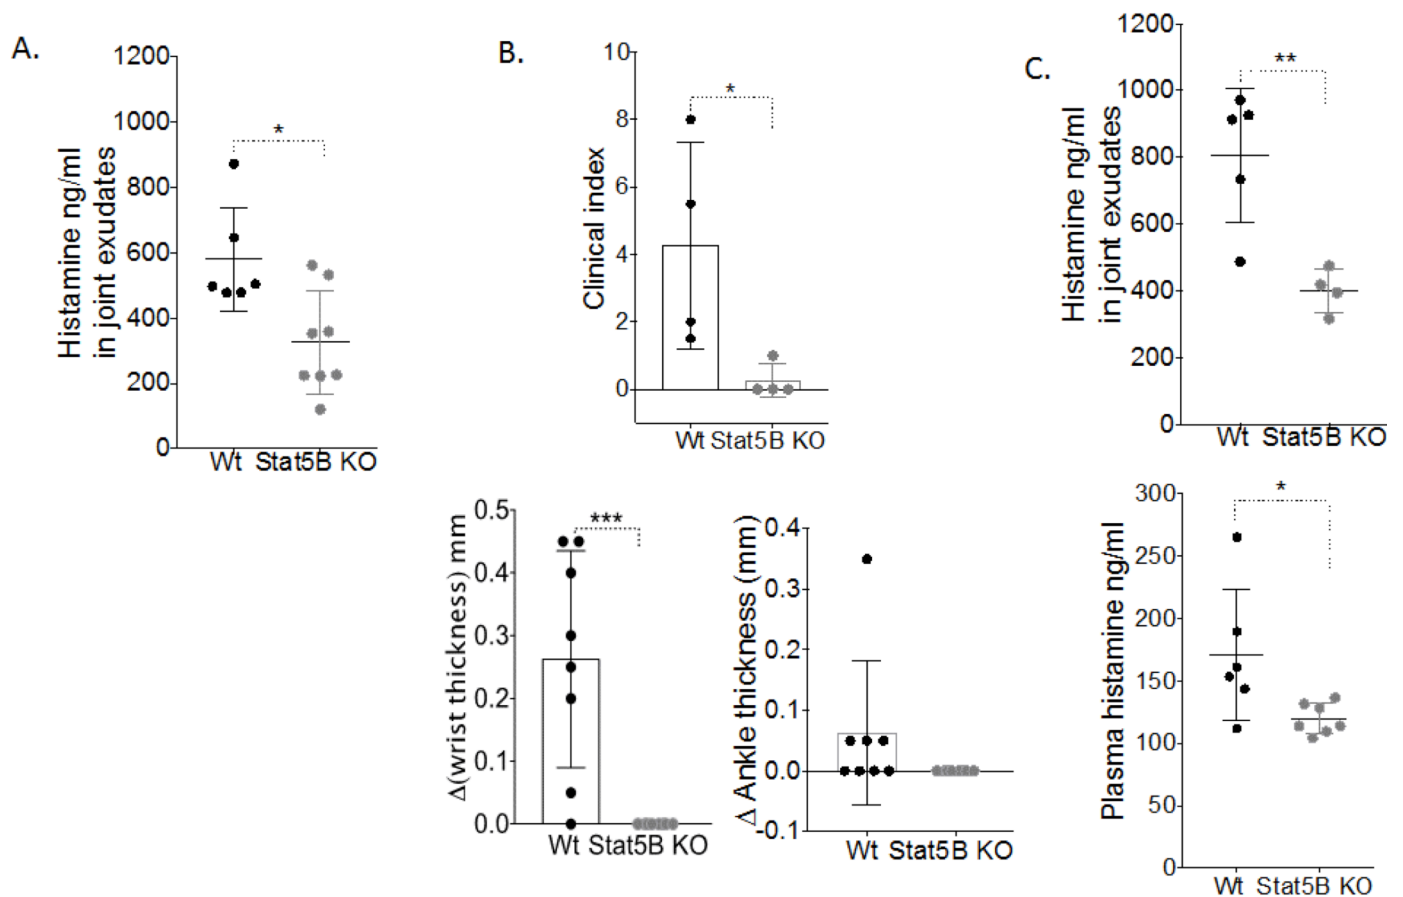 A.
1200
1000
800
600
400
200
0
Histamine ng/ml
in joint exudates
*
Wt Stat5B KO
B.
10
8
6
4
2
0
Clinical index
*
Wt Stat5B KO
C.
1200
1000
800
600
400
200
0
Histamine ng/ml
in joint exudates
**
Wt Stat5B KO
0.5
0.4
0.3
0.2
0.1
0.0
Δ(wrist thickness) mm
***
Wt Stat5B KO
0.4
0.3
0.2
0.1
0.0
-0.1
Δ Ankle thickness (mm)
Wt Stat5B KO
300
250
200
150
100
50
0
Plasma histamine ng/ml
*
Wt Stat5B KO